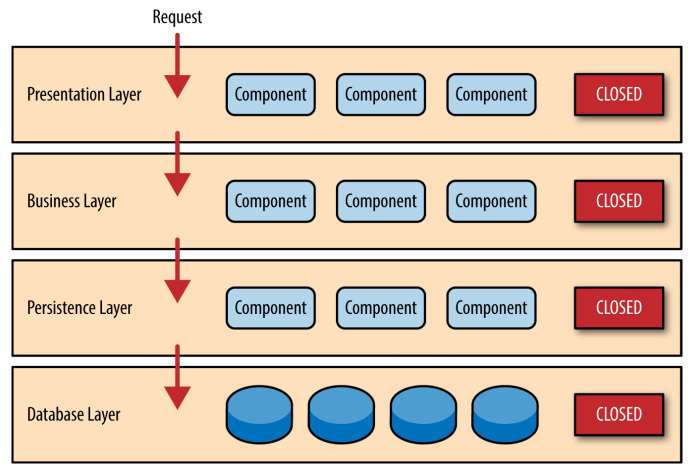 Request
Presentation Layer
Component
Component
Component
CLOSED
Business Layer
Component
Component
Component
CLOSED
Persistence Layer
Component
Component
Component
CLOSED
Database Layer
CLOSED